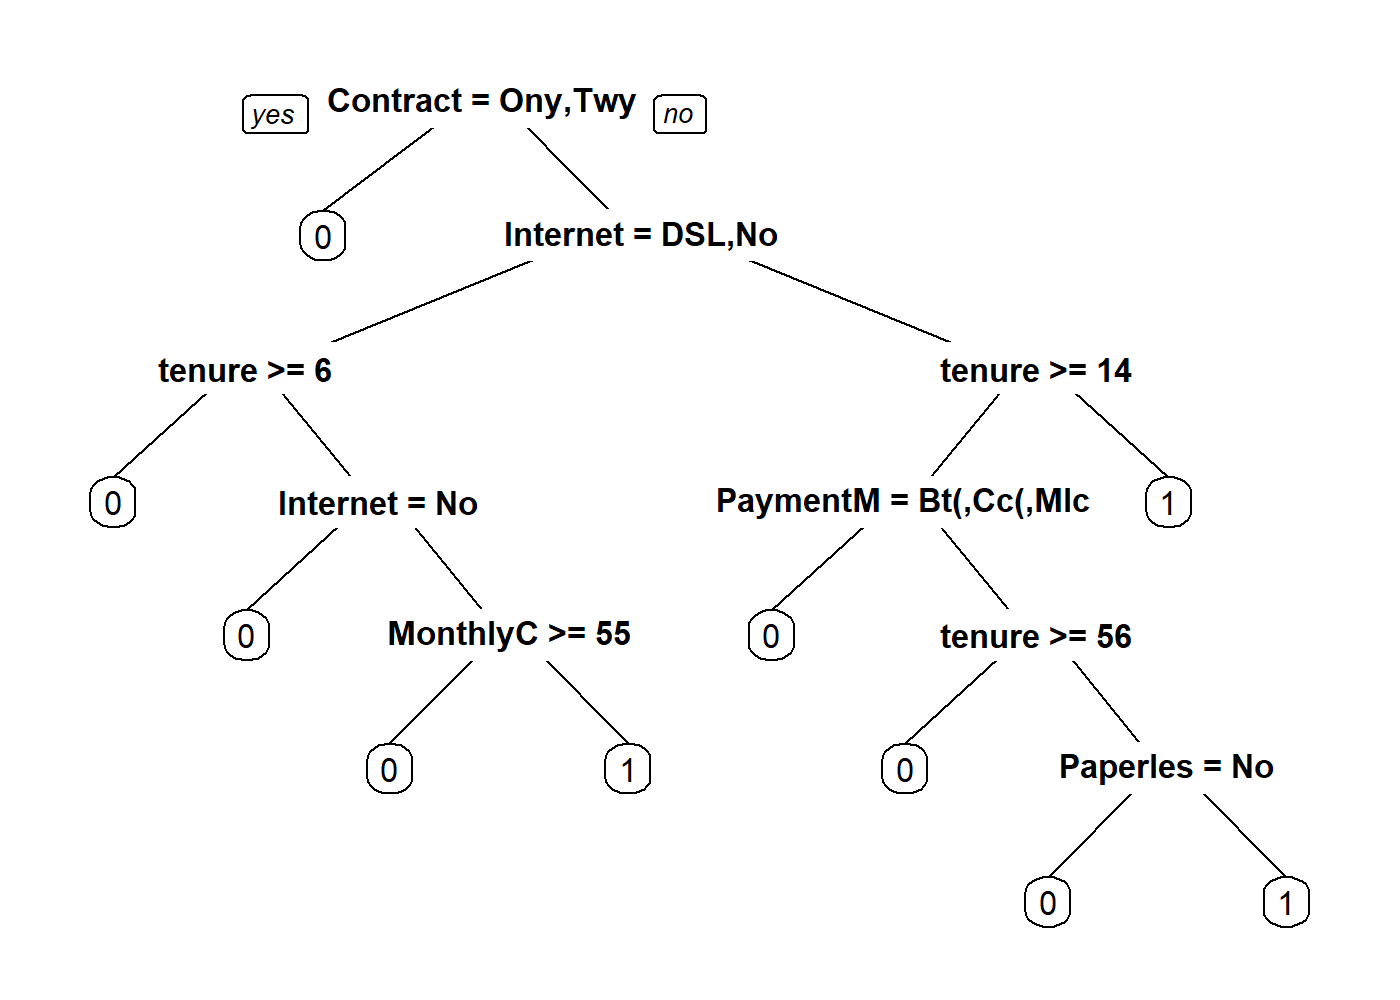 yes Contract = Ony,Twy no
0 Internet = DSL,No
tenure >= 6 tenure >= 14
0 Internet = No PaymentM = Bt(,Cc(,Mlc 1
0 MonthlyC >= 55 0 tenure >= 56
0 1 0 Paperles = No
0 1